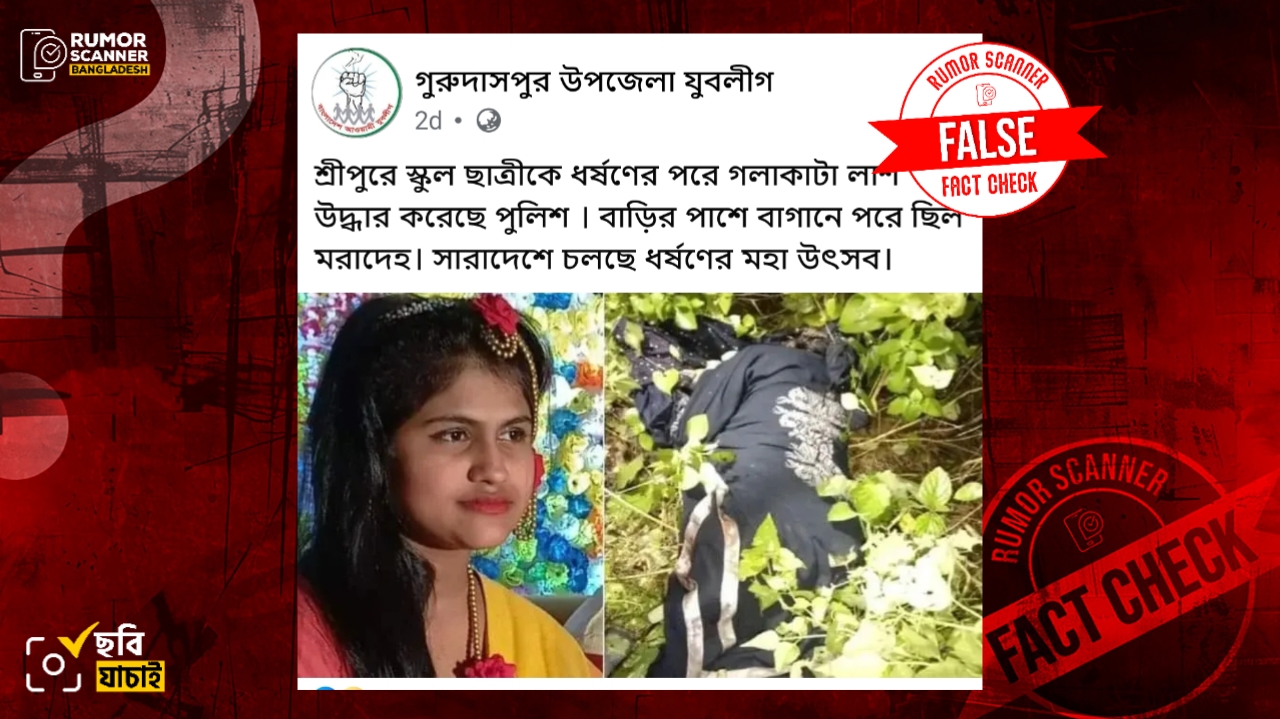 RUMOR
SCANNER
BANGLADESH
গুরুদাসপুর উপজেলা যুবলীগ
2d
শ্রীপুরে স্কুল ছাত্রীকে ধর্ষণের পরে গলাকাটা লাশ
উদ্ধার করেছে পুলিশ । বাড়ির পাশে বাগানে পরে ছিল
মরাদেহ। সারাদেশে চলছে ধর্ষণের মহা উৎসব।
RUMOR SCANNER
FALSE
FACT CHECK
RUMOR SCANNER
FACT CHECK
ছবি
যাচাই